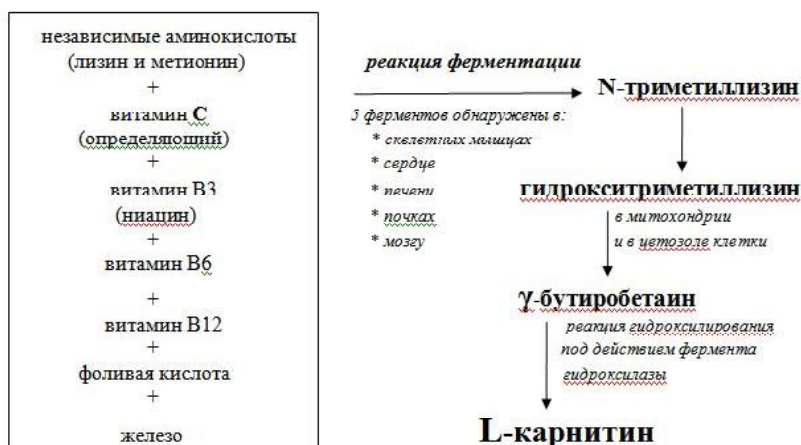 независимые аминокислоты
(лизин и метионин)
+
витамин С
(определяющий)
+
витамин В3
(ниацин)
+
витамин В6
+
витамин В12
+
фоливая кислота
+
железо
реакция ферментации
5 ферментов обнаружены в:
* скелетных мышцах
* сердце
* печени
* почках
* мозгу
N-триметиллизин
гидрокситриметиллизин
в митохондрии
и в цетозоле клетки
γ-бутиробетаин
реакция гидроксилирования
под действием фермента
гидроксилазы
L-карнитин